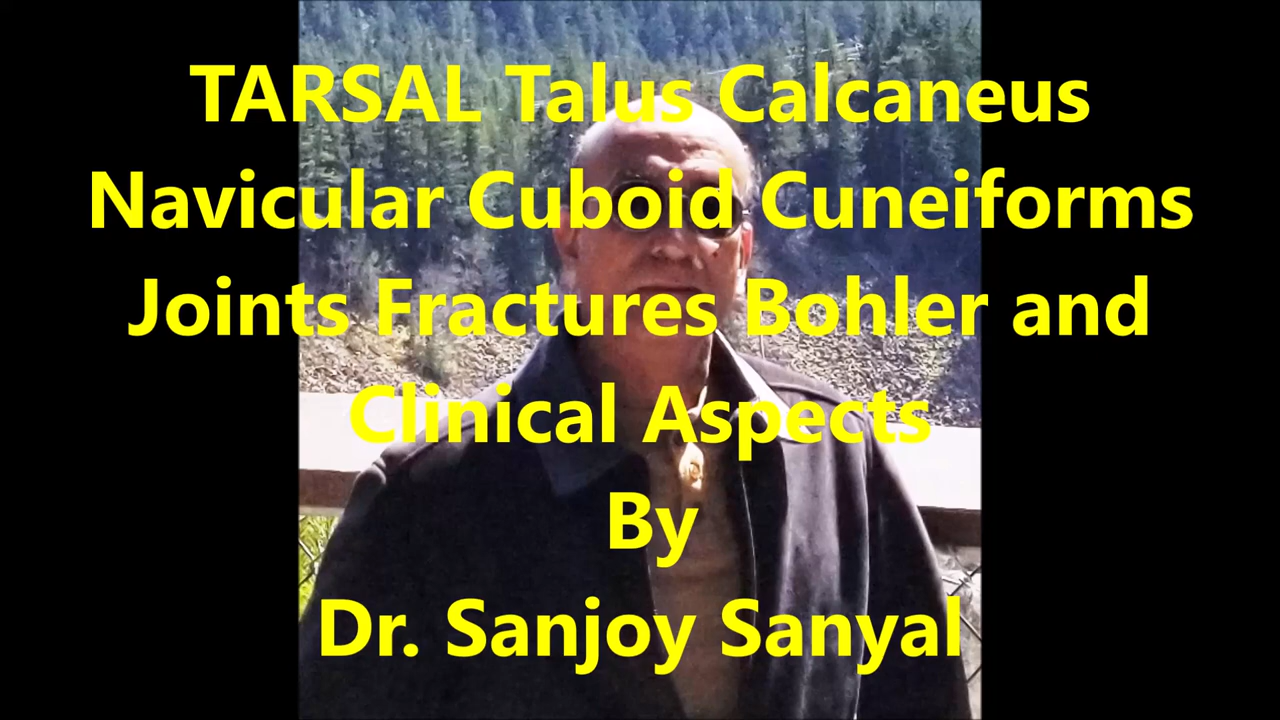 TARSAL Talus Calcaneus
Navicular Cuboid Cuneiforms
Joints Fractures Bohler and
Clinical Aspects
By
Dr. Sanjoy Sanyal